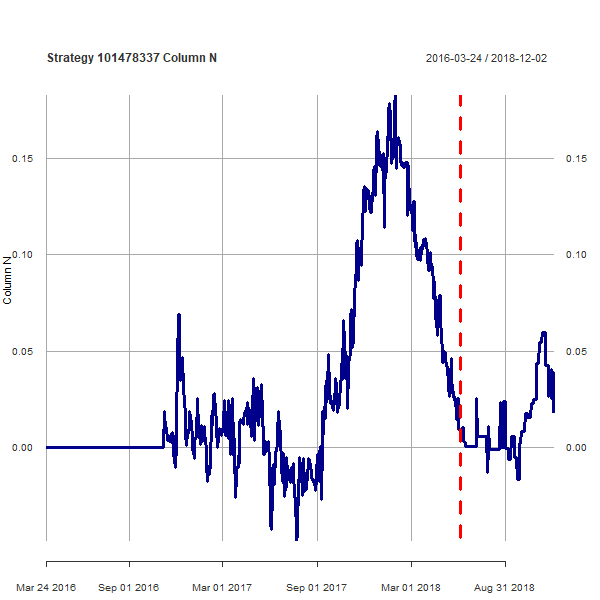 Strategy 101478337 Column N
2016-03-24 / 2018-12-02
0.15
0.15
0.10
0.10
Column N
0.05
0.05
0.00
0.00
Mar 24 2016
Sep 01 2016
Mar 01 2017
Sep 01 2017
Mar 01 2018
Aug 31 2018